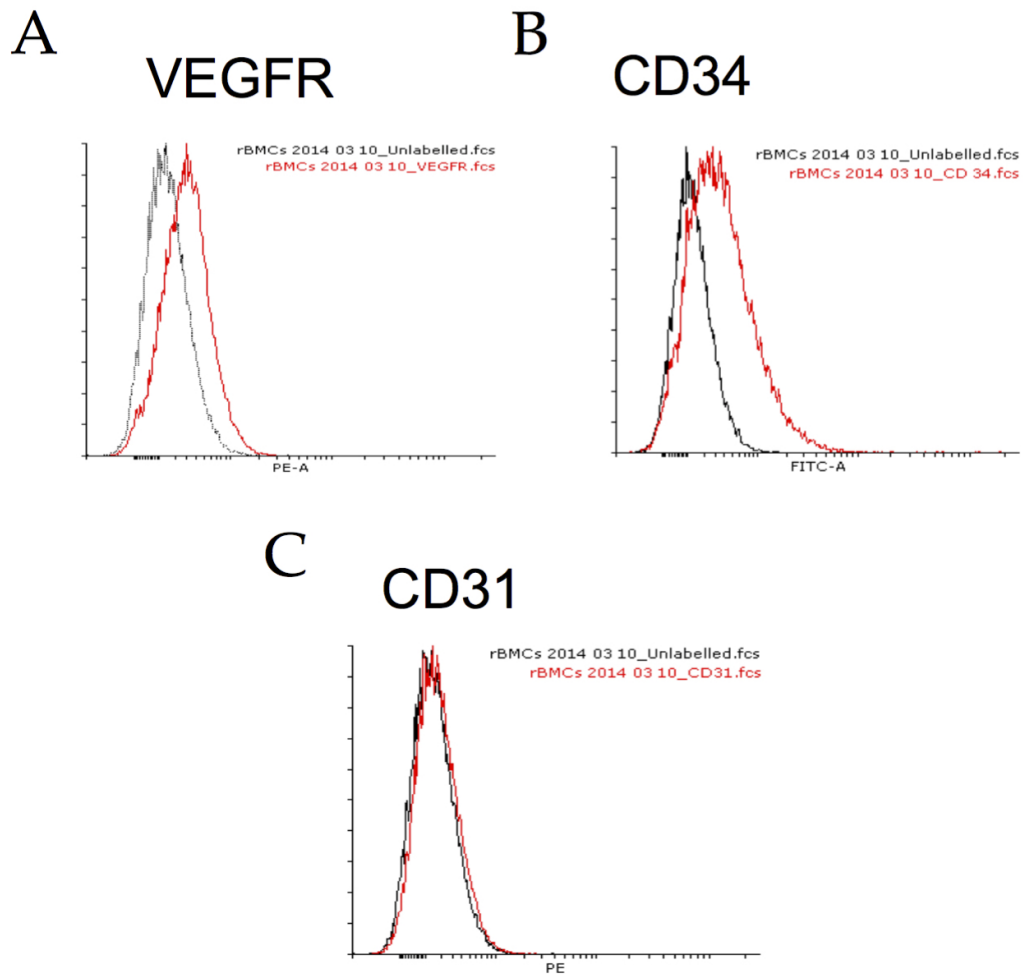 A
VEGFR
rBMCs 2014 03 10_Unlabelled.fcs
rBMCs 2014 03 10_VEGFR.fcs
PE-A
B
CD34
rBMCs 2014 03 10_Unlabelled.fcs
rBMCs 2014 03 10_CD 34.fcs
FITC-A
C
CD31
rBMCs 2014 03 10_Unlabelled.fcs
rBMCs 2014 03 10_CD31.fcs
PE